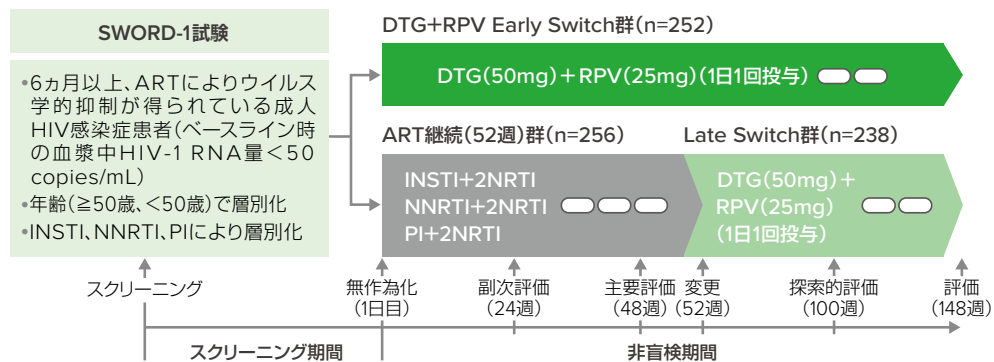 SWORD-1試験
•6ヵ月以上、ARTによりウイルス
学的抑制が得られている成人
HIV感染症患者(ベースライン時
の血漿中HIV-1 RNA量<50
copies/mL)
•年齢(≧50歳、<50歳)で層別化
•INSTI、NNRTI、PIにより層別化
DTG+RPV Early Switch群(n=252)
DTG(50mg)+RPV(25mg)(1日1回投与)
ART継続(52週)群(n=256)
INSTI+2NRTI
NNRTI+2NRTI
PI+2NRTI
Late Switch群(n=238)
DTG(50mg)+
RPV(25mg)
(1日1回投与)
スクリーニング
無作為化
(1日目)
副次評価
(24週)
主要評価
(48週)
変更
(52週)
探索的評価
(100週)
評価
(148週)
スクリーニング期間
非盲検期間